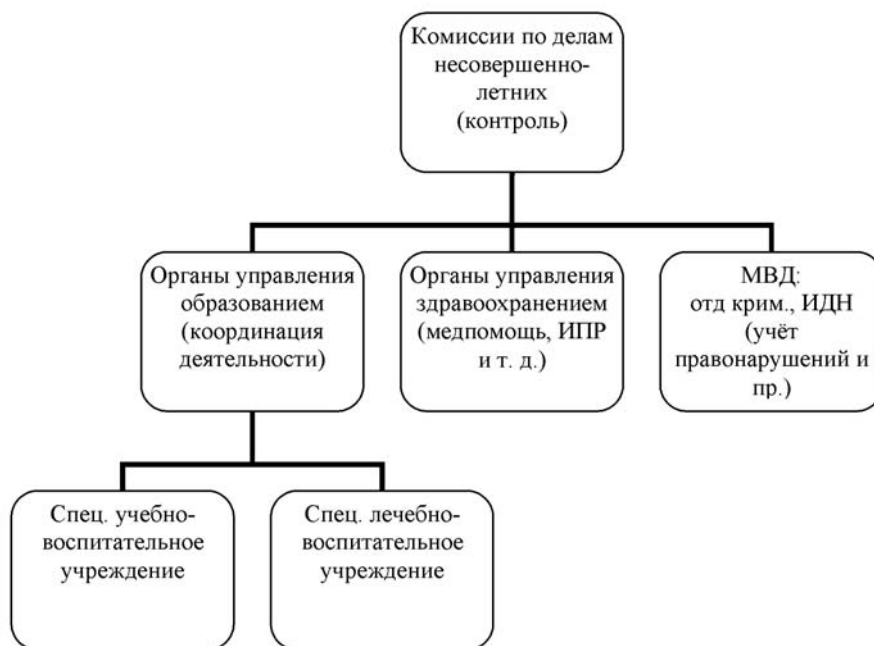 Комиссии по делам
несовершенно-
летних
(контроль)
Органы управления
образованием
(координация
деятельности)
Органы управления
здравоохранением
(медпомощь, ИПР
и т. д.)
МВД:
отд крим., ИДН
(учёт
правонарушений и
пр.)
Спец. учебно-
воспитательное
учреждение
Спец. лечебно-
воспитательное
учреждение